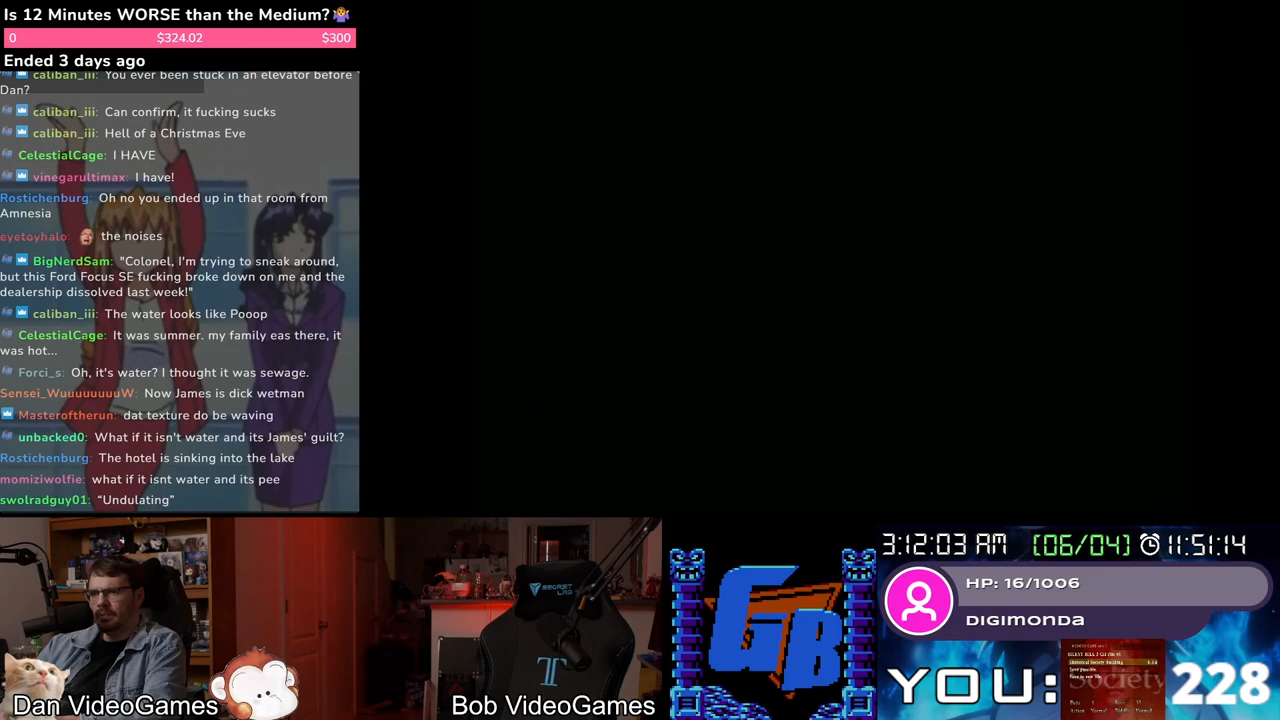 Is 12 Minutes WORSE than the Medium?🤷‍♀️
0 $324.02 $300
Ended 3 days ago
caliban_iii: You ever been stuck in an elevator before
Dan?
caliban_iii: Can confirm, it fucking sucks
caliban_iii: Hell of a Christmas Eve
CelestialCage: I HAVE
vinegarultimax: I have!
Rostichenburg: Oh no you ended up in that room from
Amnesia
eyetoyhalo: the noises
BigNerdSam: "Colonel, I'm trying to sneak around,
but this Ford Focus SE fucking broke down on me and the
dealership dissolved last week!"
caliban_iii: The water looks like Pooop
CelestialCage: It was summer. my family eas there, it
was hot...
Forci_s: Oh, it's water? I thought it was sewage.
Sensei_WuuuuuuuuW: Now James is dick wetman
Masteroftherun: dat texture do be waving
unbacked0: What if it isn't water and its James' guilt?
Rostichenburg: The hotel is sinking into the lake
momiziwolfie: what if it isnt water and its pee
swolradguy01: “Undulating”
SECRET LAB
Dan VideoGames
Bob VideoGames
GB
3:12:03 AM [06/04] 11:51:14
HP: 16/1006
DIGIMONDA
YOU:
Historical Society Building
Society
228